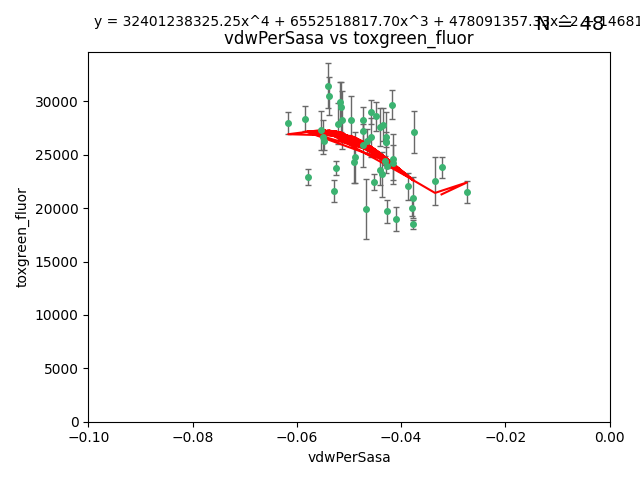 y = 32401238325.25x^4 + 6552518817.70x^3 + 478091357.33x^2 + 14681
N = 48
vdwPerSasa vs toxgreen_fluor
toxgreen_fluor
30000
25000
20000
15000
10000
5000
0
−0.10
−0.08
−0.06
−0.04
−0.02
0.00
vdwPerSasa